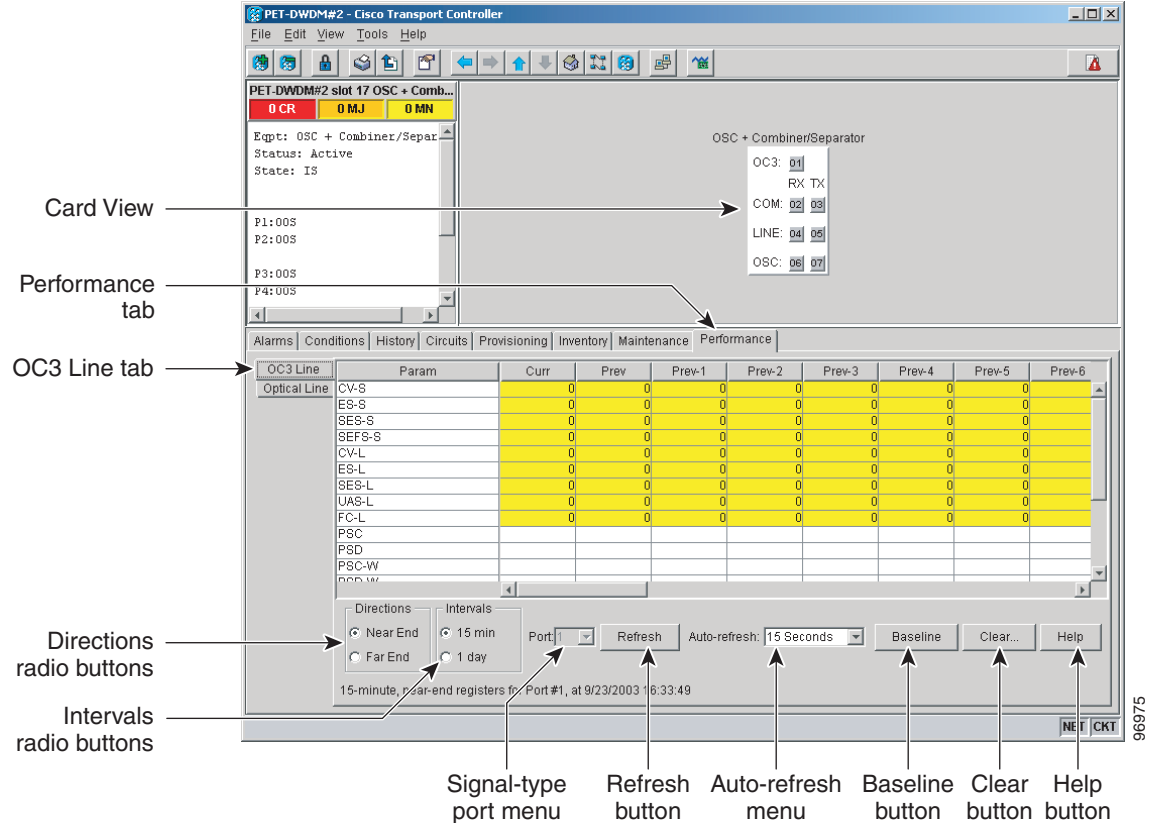 PET-DWDM#2 - Cisco Transport Controller
File Edit View Tools Help
PET-DWDM#2 slot 17 OSC + Comb...
0 CR 0 MJ 0 MN
Eqpt: OSC + Combiner/Separ
Status: Active
State: IS
P1:OOS
P2:OOS
P3:OOS
P4:OOS
OSC + Combiner/Separator
OC3: 01
RX TX
COM: 02 03
LINE: 04 05
OSC: 06 07
Card View
Performance
tab
OC3 Line tab
Alarms Conditions History Circuits Provisioning Inventory Maintenance Performance
OC3 Line
Optical Line
Param Curr Prev Prev-1 Prev-2 Prev-3 Prev-4 Prev-5 Prev-6
CV-S 0 0 0 0 0 0 0
ES-S 0 0 0 0 0 0 0
SES-S 0 0 0 0 0 0 0
SEFS-S 0 0 0 0 0 0 0
CV-L 0 0 0 0 0 0 0
ES-L 0 0 0 0 0 0 0
SES-L 0 0 0 0 0 0 0
UAS-L 0 0 0 0 0 0 0
FC-L 0 0 0 0 0 0 0
PSC
PSD
PSC-W
Directions
Near End
Far End
Intervals
15 min
1 day
Port: 1 Refresh Auto-refresh: 15 Seconds Baseline Clear... Help
15-minute, near-end registers for Port #1, at 9/23/2003 16:33:49
NET CKT
Directions
radio buttons
Intervals
radio buttons
Signal-type
port menu
Refresh
button
Auto-refresh
menu
Baseline
button
Clear
button
Help
button
96975